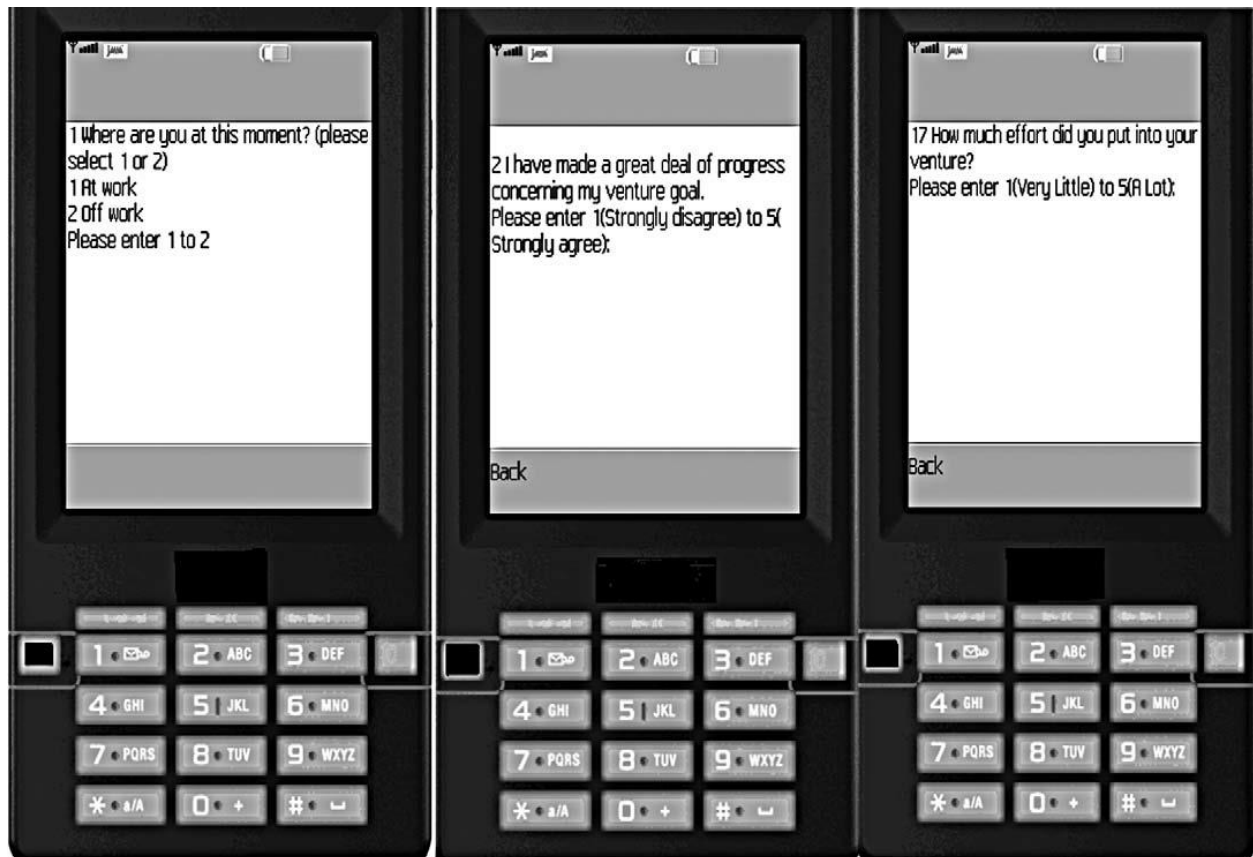 Java
1 Where are you at this moment? (please
select 1 or 2)
1 At work
2 Off work
Please enter 1 to 2
1
2 ABC
3 DEF
4 GHI
5 JKL
6 MNO
7 PQRS
8 TUV
9 WXYZ
* a/A
0 +
#
Java
2 I have made a great deal of progress
concerning my venture goal.
Please enter 1(Strongly disagree) to 5(
Strongly agree):
Back
1
2 ABC
3 DEF
4 GHI
5 JKL
6 MNO
7 PQRS
8 TUV
9 WXYZ
* a/A
0 +
#
Java
17 How much effort did you put into your
venture?
Please enter 1(Very Little) to 5(A Lot):
Back
1
2 ABC
3 DEF
4 GHI
5 JKL
6 MNO
7 PQRS
8 TUV
9 WXYZ
* a/A
0 +
#